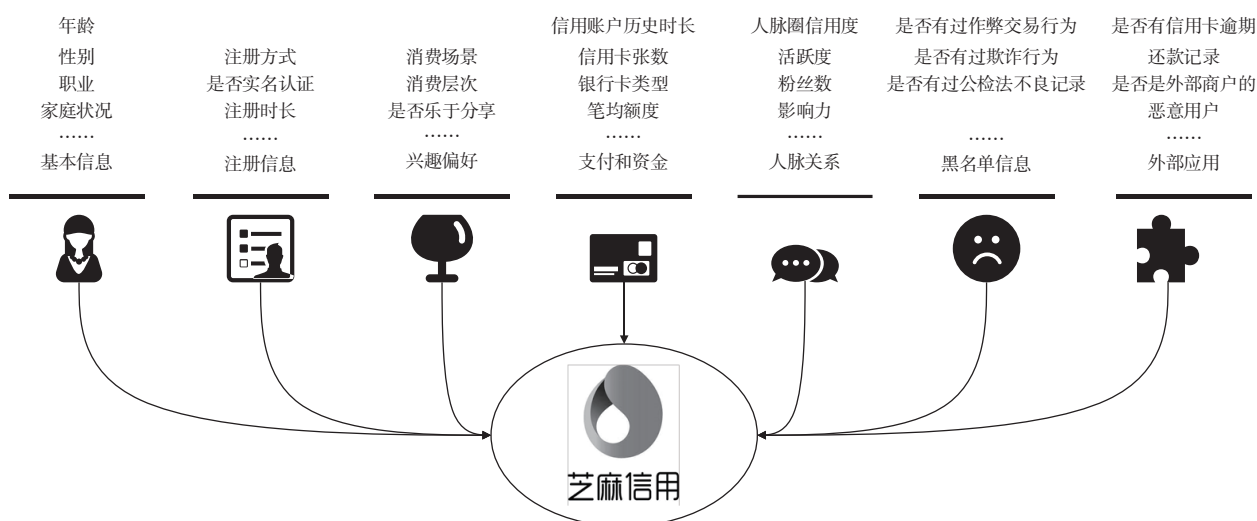 年龄
性别
职业
家庭状况
……
基本信息
注册方式
是否实名认证
注册时长
……
注册信息
消费场景
消费层次
是否乐于分享
……
兴趣偏好
信用账户历史时长
信用卡张数
银行卡类型
笔均额度
……
支付和资金
人脉圈信用度
活跃度
粉丝数
影响力
……
人脉关系
是否有过作弊交易行为
是否有过欺诈行为
是否有过公检法不良记录
……
黑名单信息
是否有信用卡逾期
还款记录
是否是外部商户的
恶意用户
……
外部应用
芝麻信用